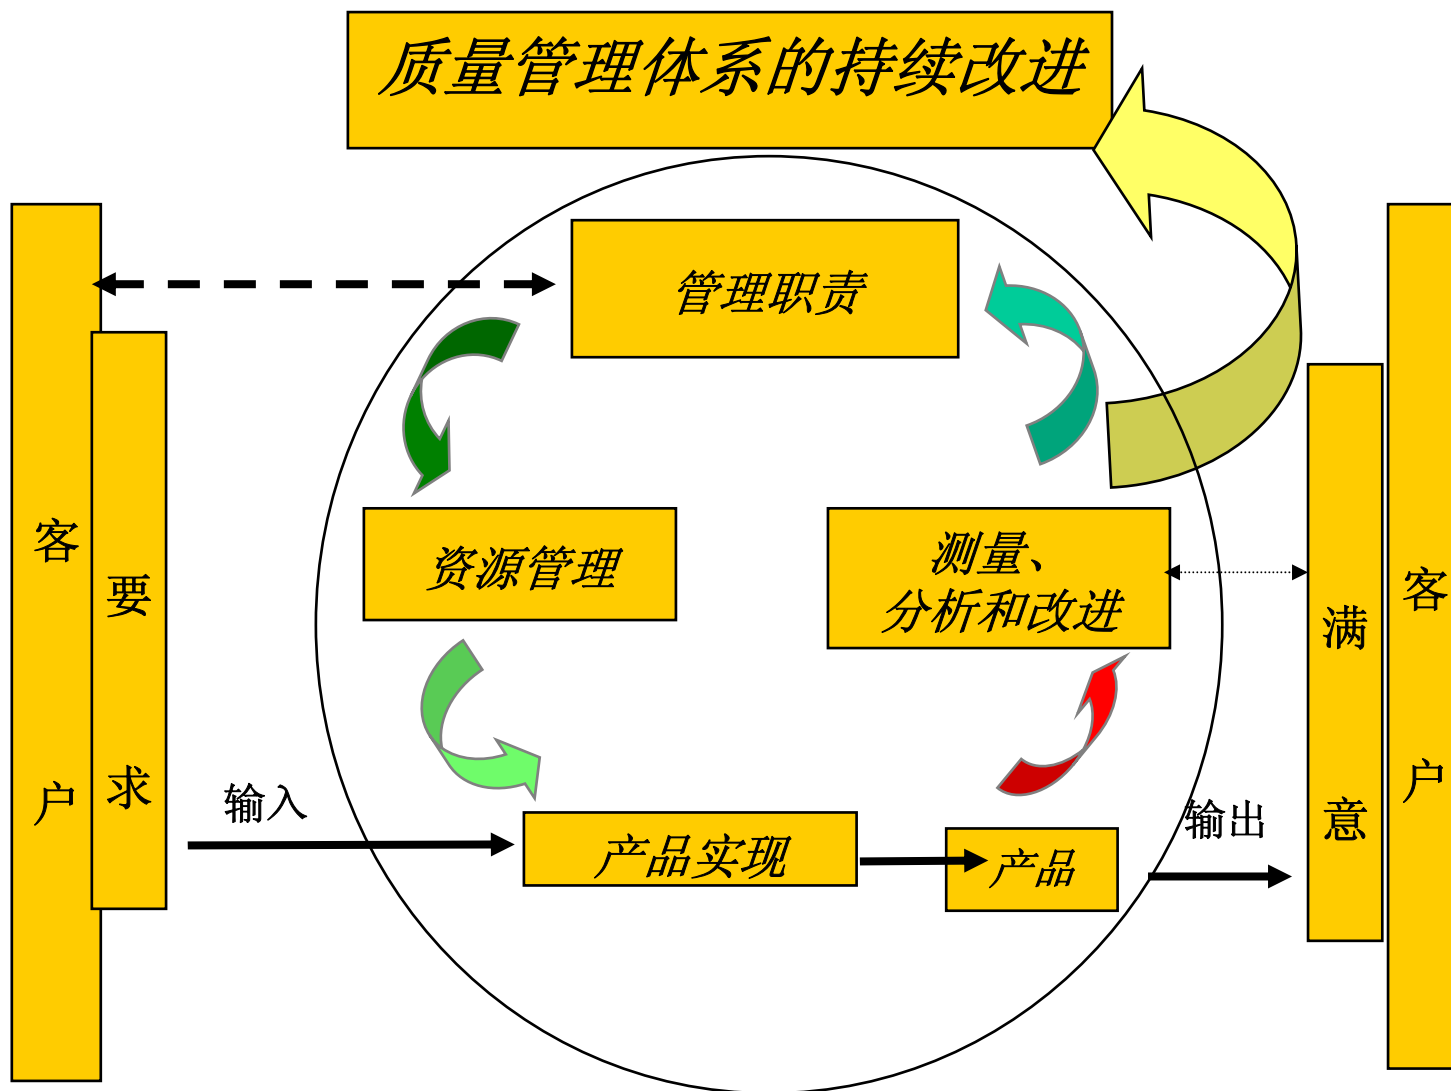 质量管理体系的持续改进
管理职责
客户
要求
资源管理
测量、
分析和改进
满意
客户
输入
产品实现
产品
输出